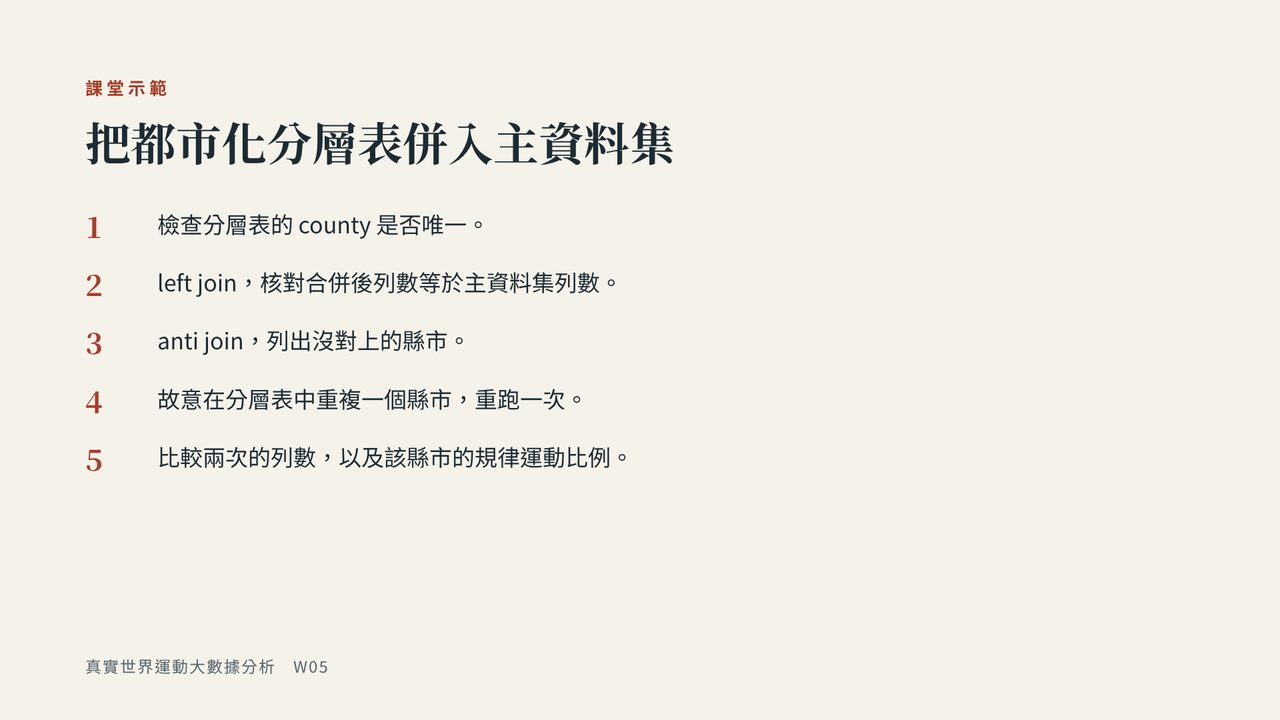 課堂示範
把都市化分層表併入主資料集
1 檢查分層表的 county 是否唯一。
2 left join，核對合併後列數等於主資料集列數。
3 anti join，列出沒對上的縣市。
4 故意在分層表中重複一個縣市，重跑一次。
5 比較兩次的列數，以及該縣市的規律運動比例。
真實世界運動大數據分析 W05